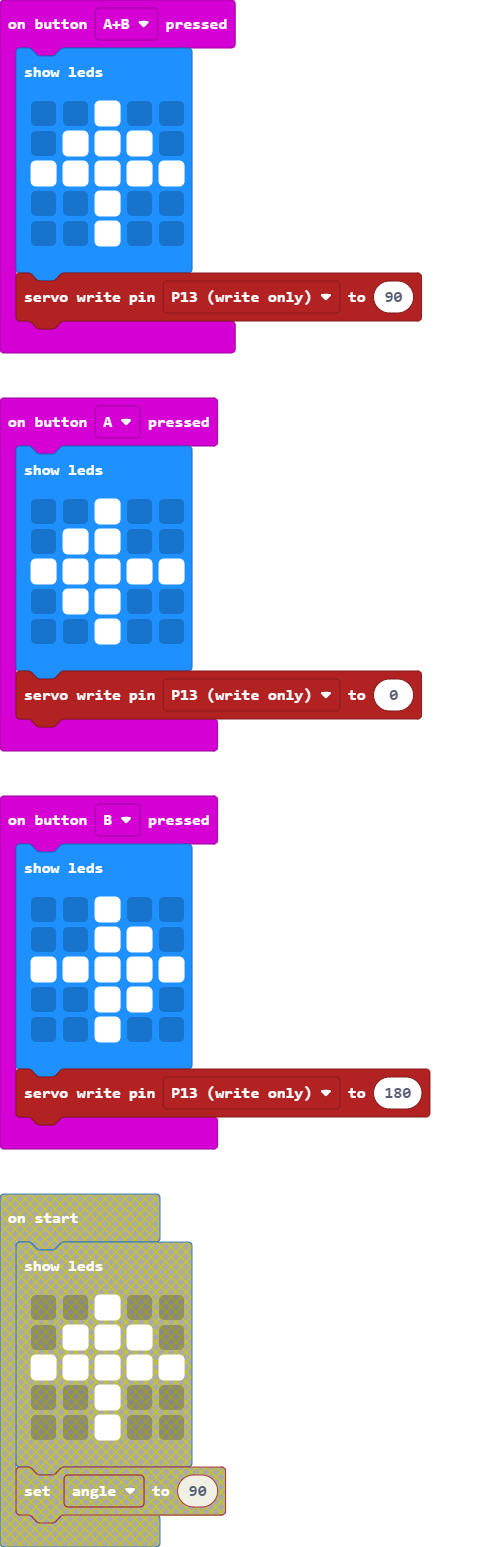 on button A+B pressed
show leds
servo write pin P13 (write only) to 90
on button A pressed
show leds
servo write pin P13 (write only) to 0
on button B pressed
show leds
servo write pin P13 (write only) to 180
on start
show leds
set angle to 90